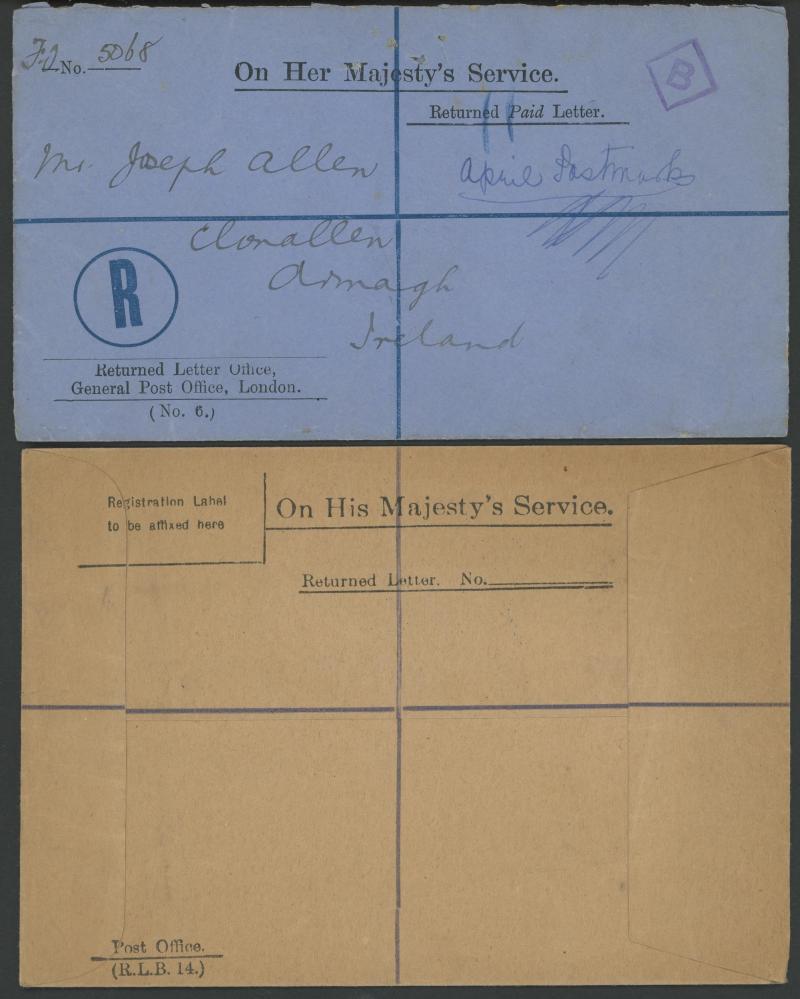 No. 5068
On Her Majesty's Service.
B
Returned Paid Letter.
11
Mr. Joseph Allen
April Postmarks
Clonallen
Armagh
Ireland
R
Returned Letter Office,
General Post Office, London.
(No. 6.)
Registration Label
to be affixed here
On His Majesty's Service.
Returned Letter. No.
Post Office.
(R.L.B. 14.)